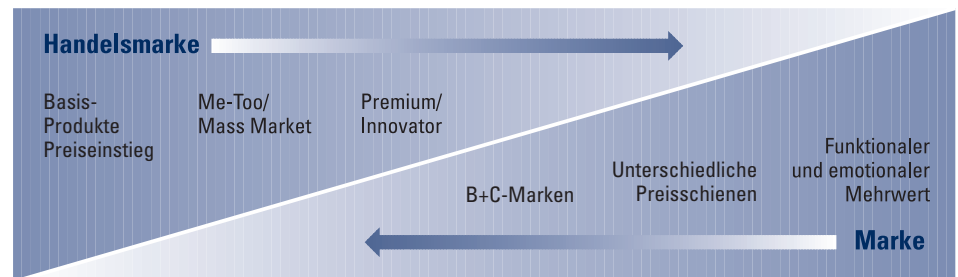 Handelsmarke
Basis-
Produkte
Preiseinstieg
Me-Too/
Mass Market
Premium/
Innovator
B+C-Marken
Unterschiedliche
Preisschienen
Funktionaler
und emotionaler
Mehrwert
Marke